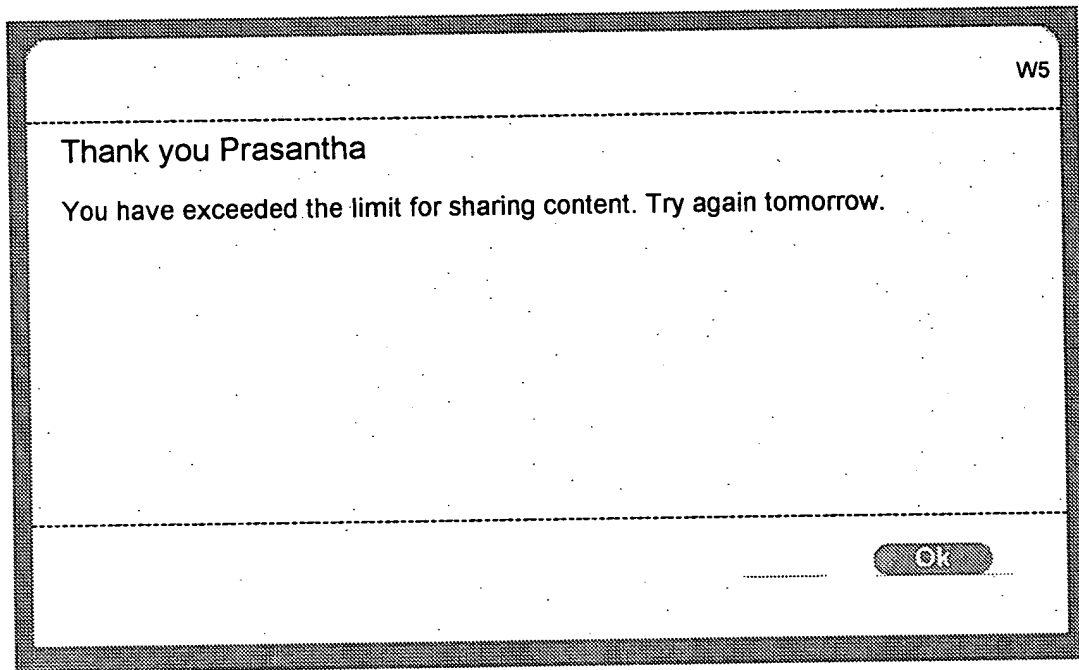 W5
Thank you Prasantha
You have exceeded the limit for sharing content. Try again tomorrow.
Ok